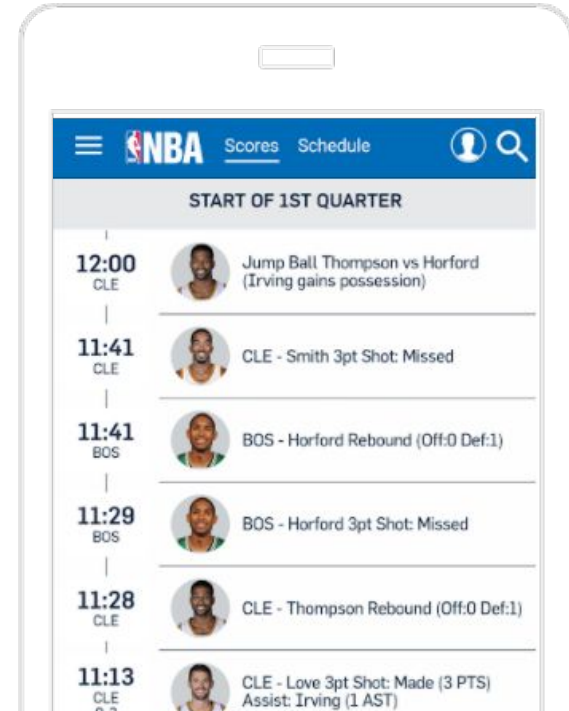 NBA Scores Schedule
START OF 1ST QUARTER
12:00
CLE
Jump Ball Thompson vs Horford
(Irving gains possession)
11:41
CLE
CLE - Smith 3pt Shot: Missed
11:41
BOS
BOS - Horford Rebound (Off:0 Def:1)
11:29
BOS
BOS - Horford 3pt Shot: Missed
11:28
CLE
CLE - Thompson Rebound (Off:0 Def:1)
11:13
CLE
CLE - Love 3pt Shot: Made (3 PTS)
Assist: Irving (1 AST)